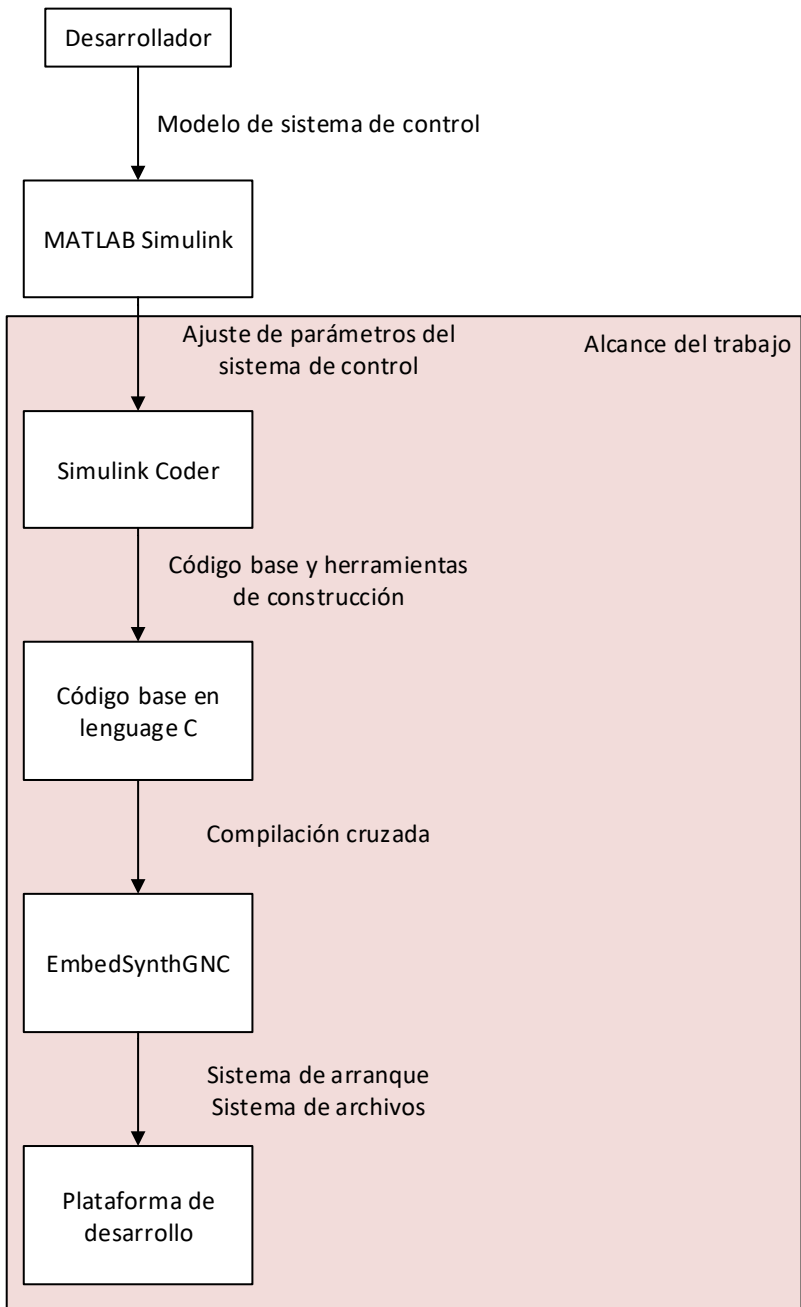 Desarrollador
Modelo de sistema de control
MATLAB Simulink
Ajuste de parámetros del
sistema de control
Alcance del trabajo
Simulink Coder
Código base y herramientas
de construcción
Código base en
lenguage C
Compilación cruzada
EmbedSynthGNC
Sistema de arranque
Sistema de archivos
Plataforma de
desarrollo